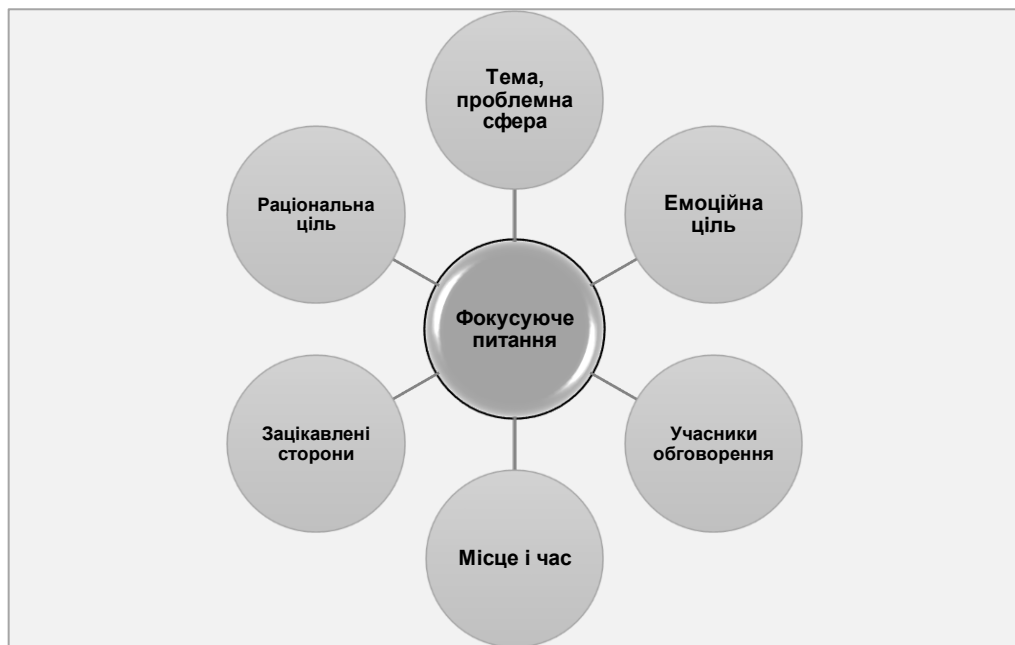 Тема,
проблемна
сфера
Раціональна
ціль
Емоційна
ціль
Фокусуюче
питання
Зацікавлені
сторони
Учасники
обговорення
Місце і час